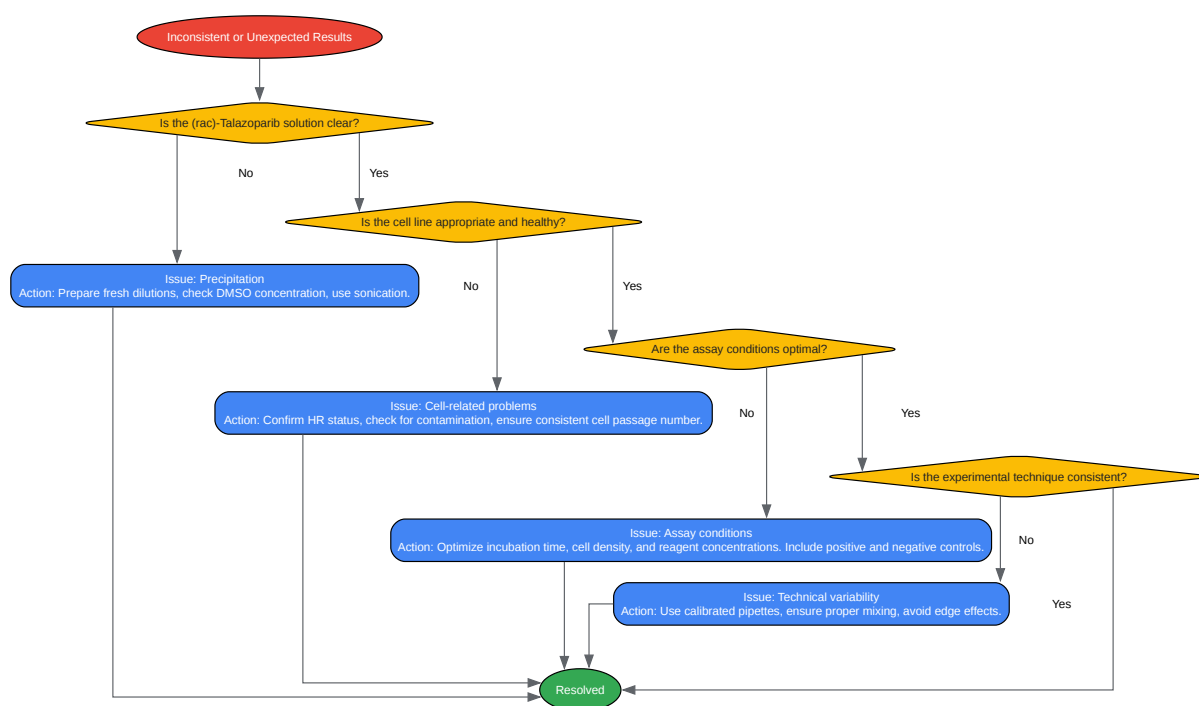 Inconsistent or Unexpected Results
Is the (rac)-Talazoparib solution clear?
No
Yes
Is the cell line appropriate and healthy?
Issue: Precipitation
Action: Prepare fresh dilutions, check DMSO concentration, use sonication.
No
Yes
Are the assay conditions optimal?
Issue: Cell-related problems
Action: Confirm HR status, check for contamination, ensure consistent cell passage number.
No
Yes
Is the experimental technique consistent?
Issue: Assay conditions
Action: Optimize incubation time, cell density, and reagent concentrations. Include positive and negative controls.
No
Issue: Technical variability
Action: Use calibrated pipettes, ensure proper mixing, avoid edge effects.
Yes
Resolved